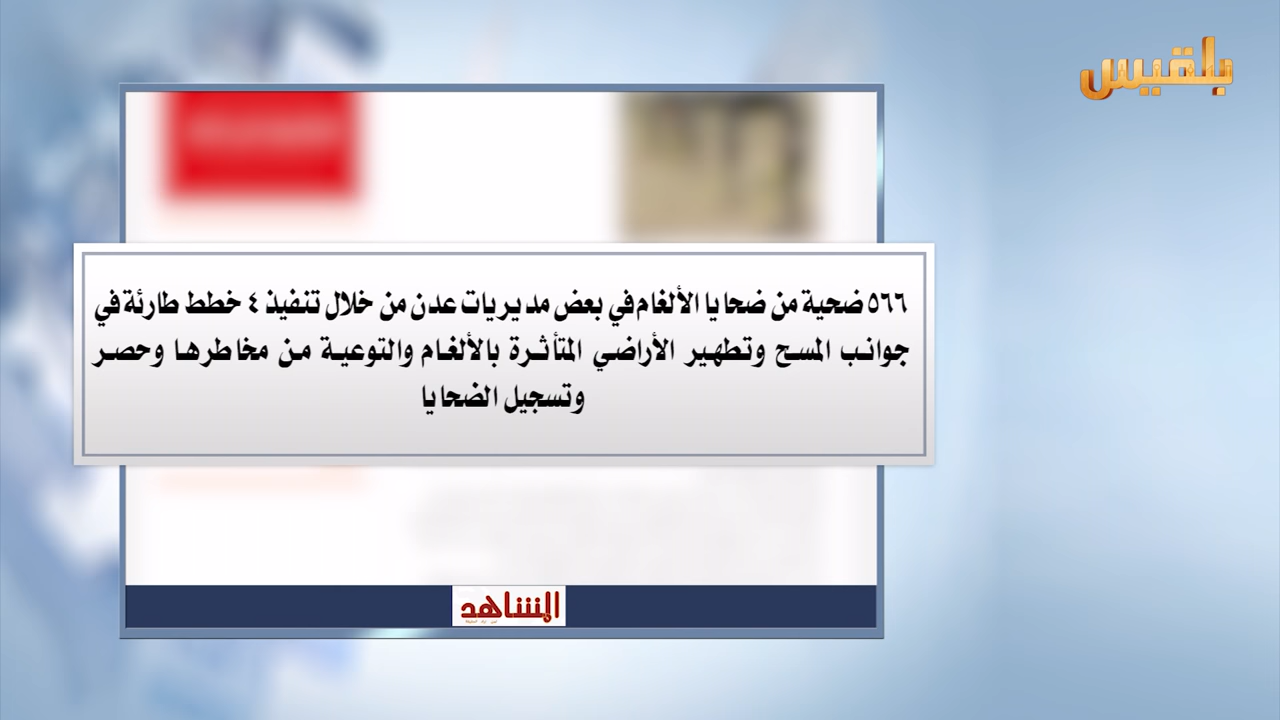 بلقيس
٥٦٦ ضحية من ضحايا الألغام في بعض مديريات عدن من خلال تنفيذ ٤ خطط طارئة في
جوانب المسح وتطهير الأراضي المتأثرة بالألغام والتوعية من مخاطرها وحصر
وتسجيل الضحايا
المشاهد